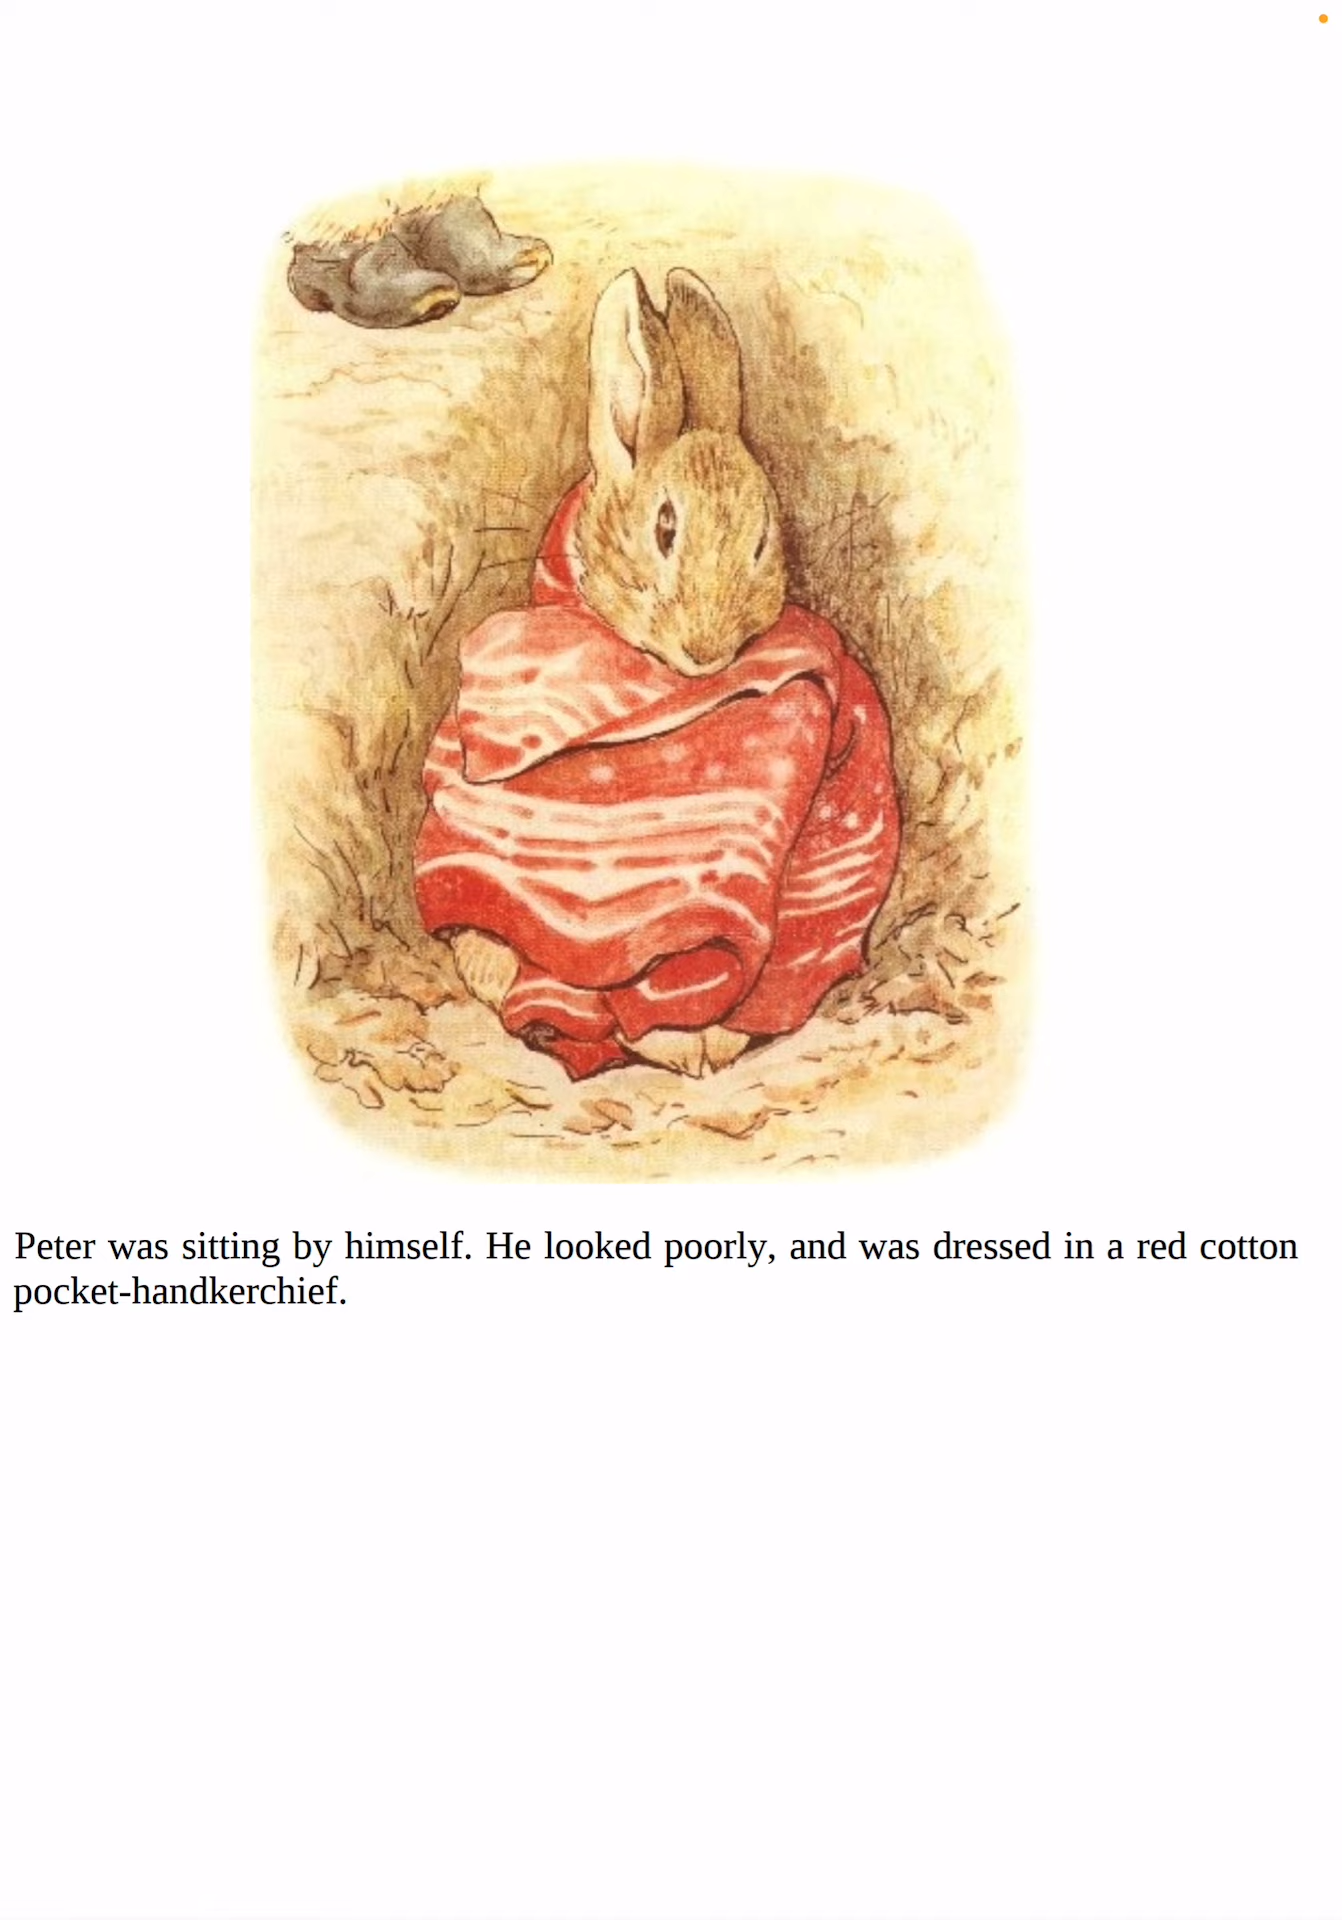 Peter was sitting by himself. He looked poorly, and was dressed in a red cotton
pocket-handkerchief.